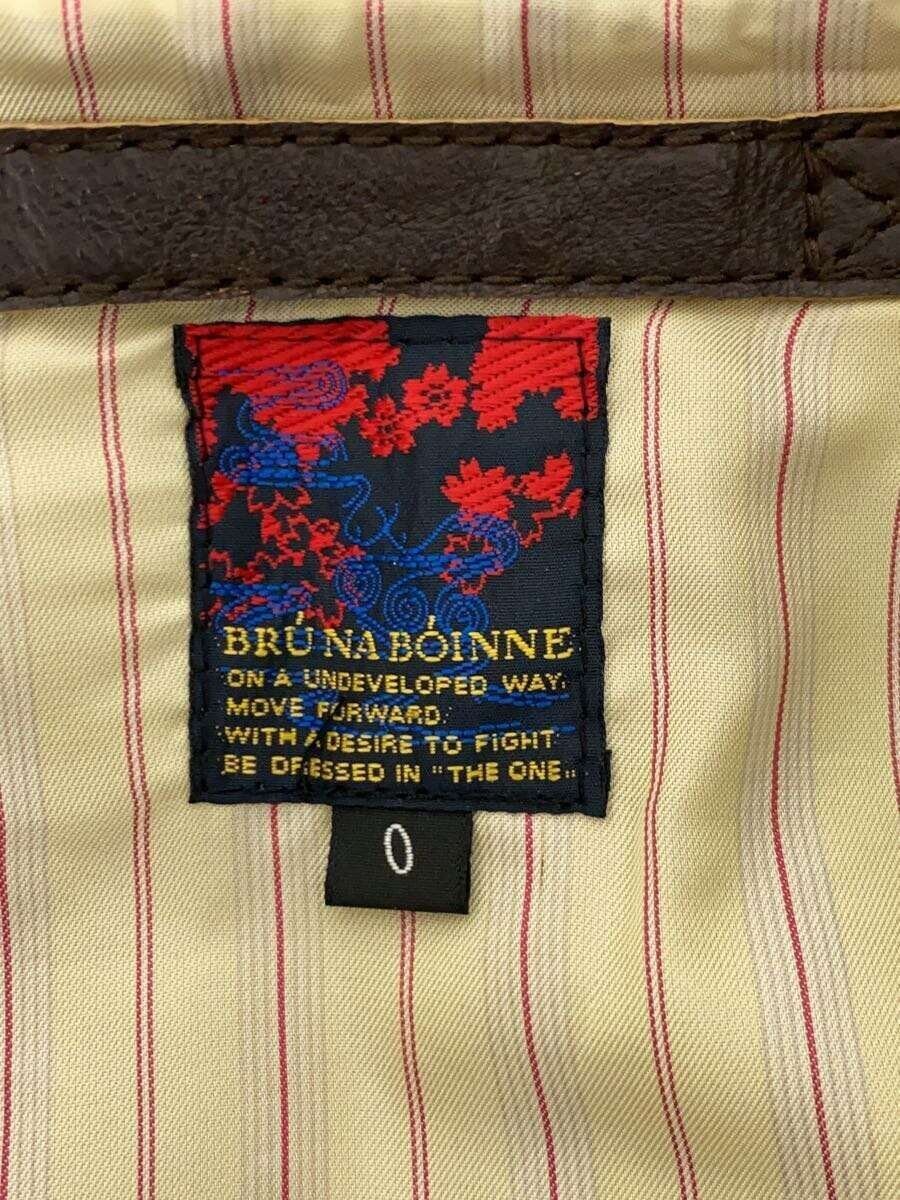 BRÚ NA BÓINNE
ON A UNDEVELOPED WAY.
MOVE FORWARD.
WITH A DESIRE TO FIGHT
BE DRESSED IN "THE ONE"
0